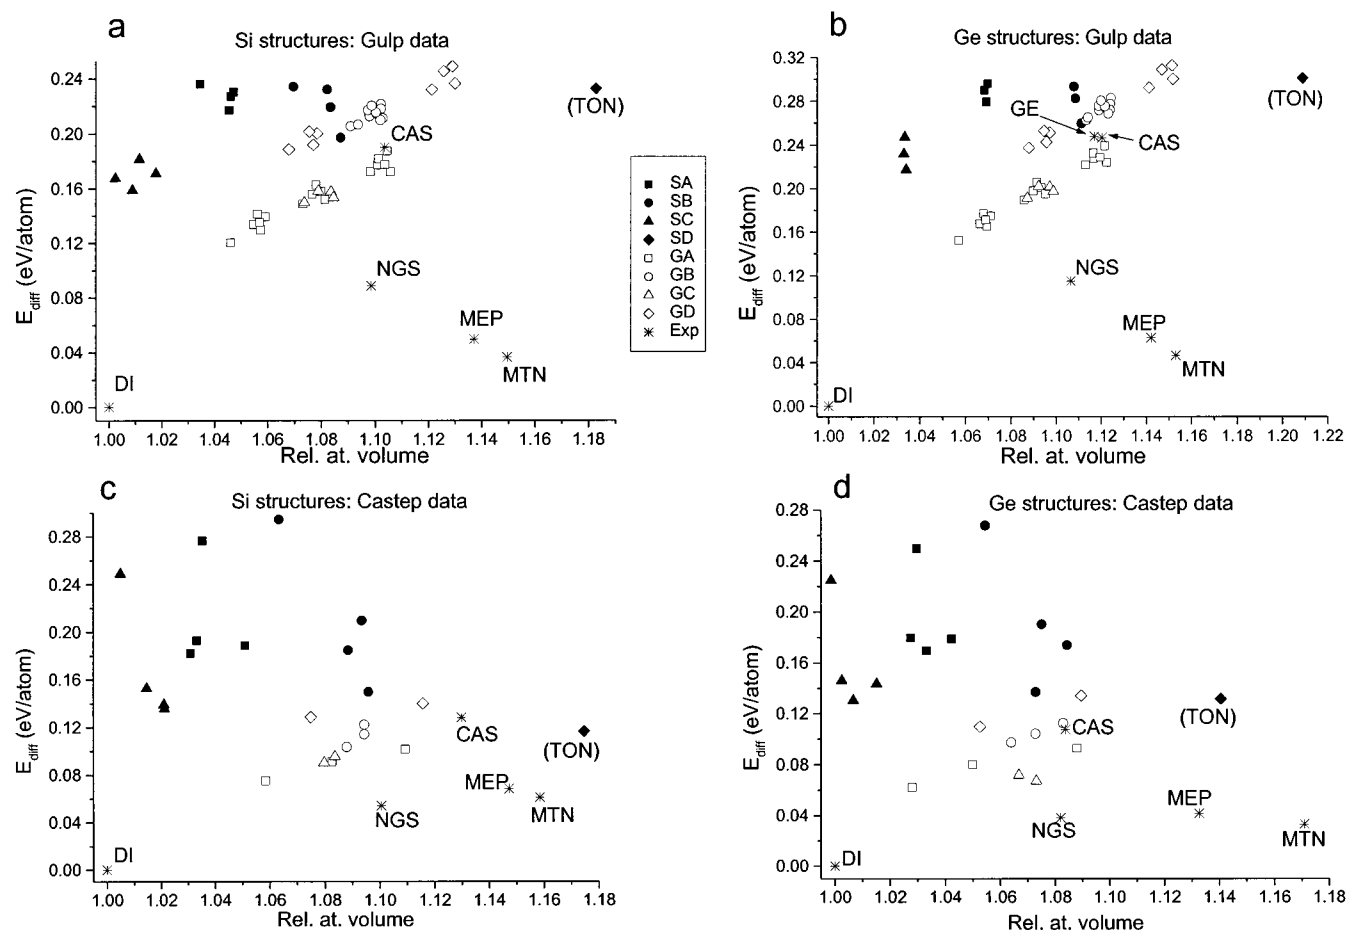 a
Si structures: Gulp data
0.24
0.20
0.16
0.12
0.08
0.04
0.00
E_diff (eV/atom)
(TON)
CAS
NGS
MEP
MTN
DI
1.00 1.02 1.04 1.06 1.08 1.10 1.12 1.14 1.16 1.18
Rel. at. volume
SA
SB
SC
SD
GA
GB
GC
GD
Exp
b
Ge structures: Gulp data
0.32
0.28
0.24
0.20
0.16
0.12
0.08
0.04
0.00
E_diff (eV/atom)
(TON)
GE
CAS
NGS
MEP
MTN
DI
1.00 1.02 1.04 1.06 1.08 1.10 1.12 1.14 1.16 1.18 1.20 1.22
Rel. at. volume
c
Si structures: Castep data
0.28
0.24
0.20
0.16
0.12
0.08
0.04
0.00
E_diff (eV/atom)
CAS
(TON)
MEP
MTN
NGS
DI
1.00 1.02 1.04 1.06 1.08 1.10 1.12 1.14 1.16 1.18
Rel. at. volume
d
Ge structures: Castep data
0.28
0.24
0.20
0.16
0.12
0.08
0.04
0.00
E_diff (eV/atom)
(TON)
CAS
MEP
NGS
MTN
DI
1.00 1.02 1.04 1.06 1.08 1.10 1.12 1.14 1.16 1.18
Rel. at. volume